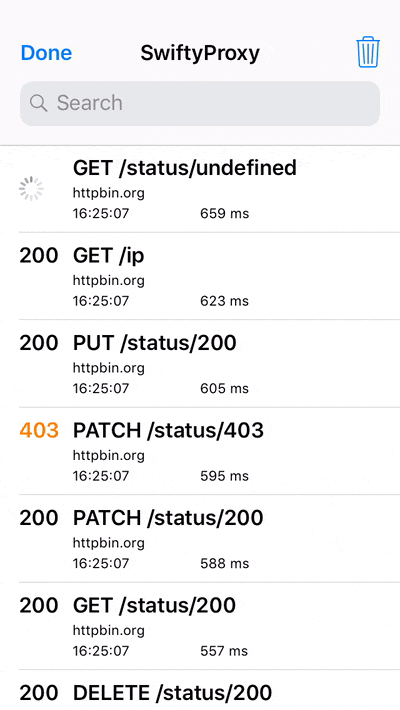 Done SwiftyProxy
Search
GET /status/undefined
httpbin.org
16:25:07 659 ms
200 GET /ip
httpbin.org
16:25:07 623 ms
200 PUT /status/200
httpbin.org
16:25:07 605 ms
403 PATCH /status/403
httpbin.org
16:25:07 595 ms
200 PATCH /status/200
httpbin.org
16:25:07 588 ms
200 GET /status/200
httpbin.org
16:25:07 557 ms
200 DELETE /status/200